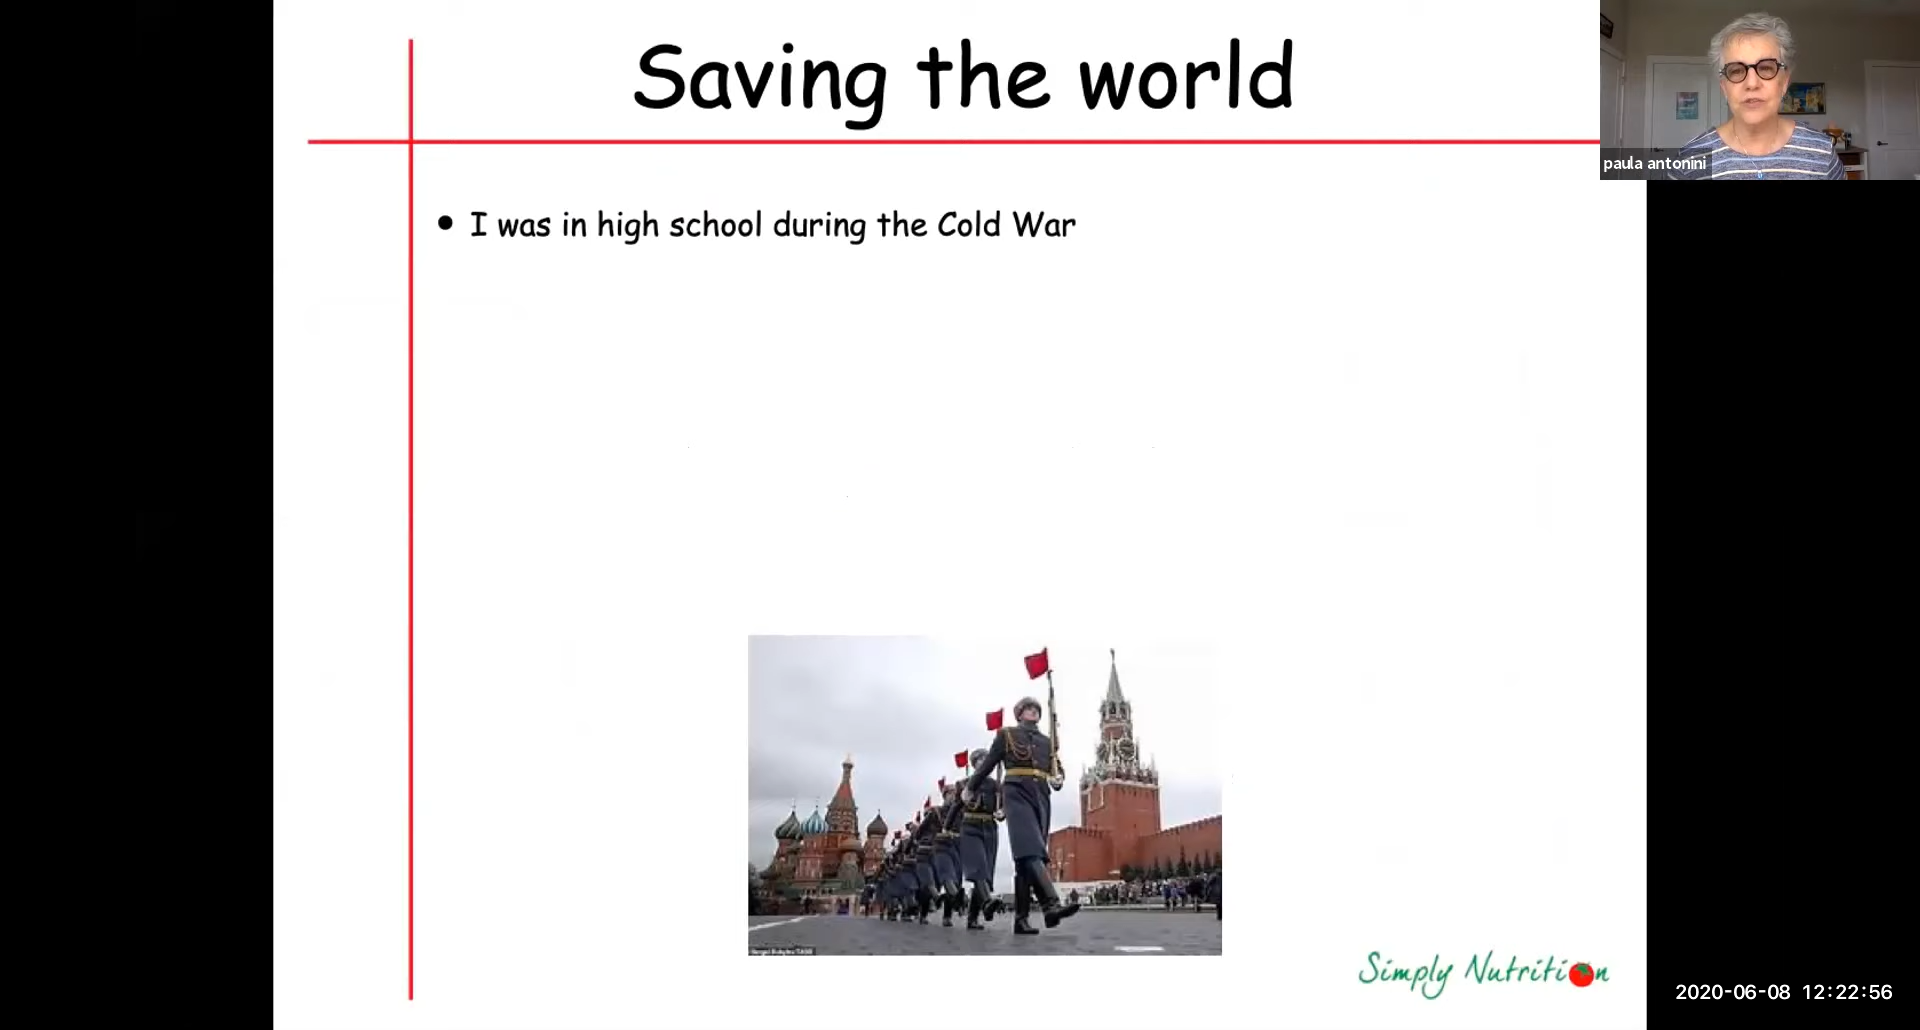 Saving the world
paula antonini
• I was in high school during the Cold War
Simply Nutrition
2020-06-08 12:22:56